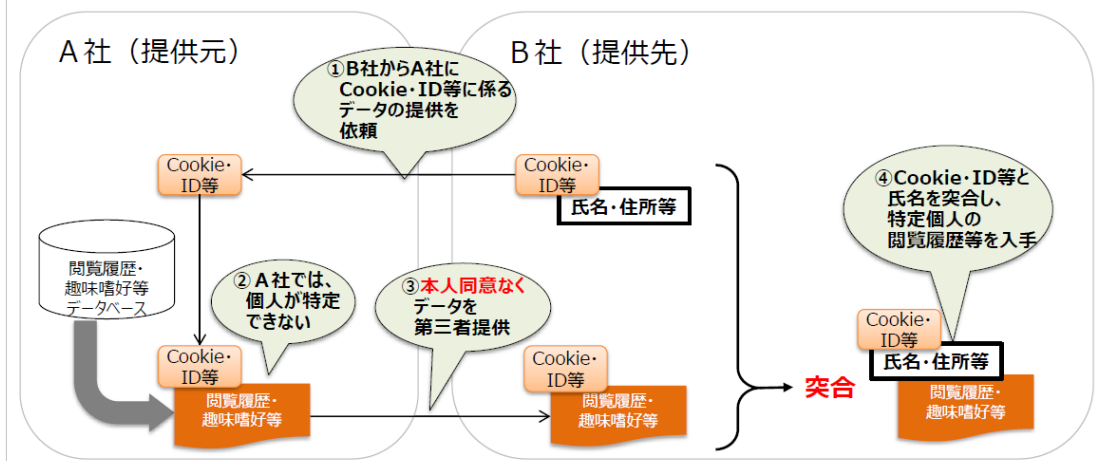 A社（提供元）
B社（提供先）
①B社からA社に
Cookie・ID等に係る
データの提供を
依頼
Cookie・
ID等
Cookie・
ID等
氏名・住所等
④Cookie・ID等と
氏名を突合し、
特定個人の
閲覧履歴等を入手
閲覧履歴・
趣味嗜好等
データベース
②A社では、
個人が特定
できない
③本人同意なく
データを
第三者提供
Cookie・
ID等
閲覧履歴・
趣味嗜好等
Cookie・
ID等
閲覧履歴・
趣味嗜好等
突合
Cookie・
ID等
氏名・住所等
閲覧履歴・
趣味嗜好等